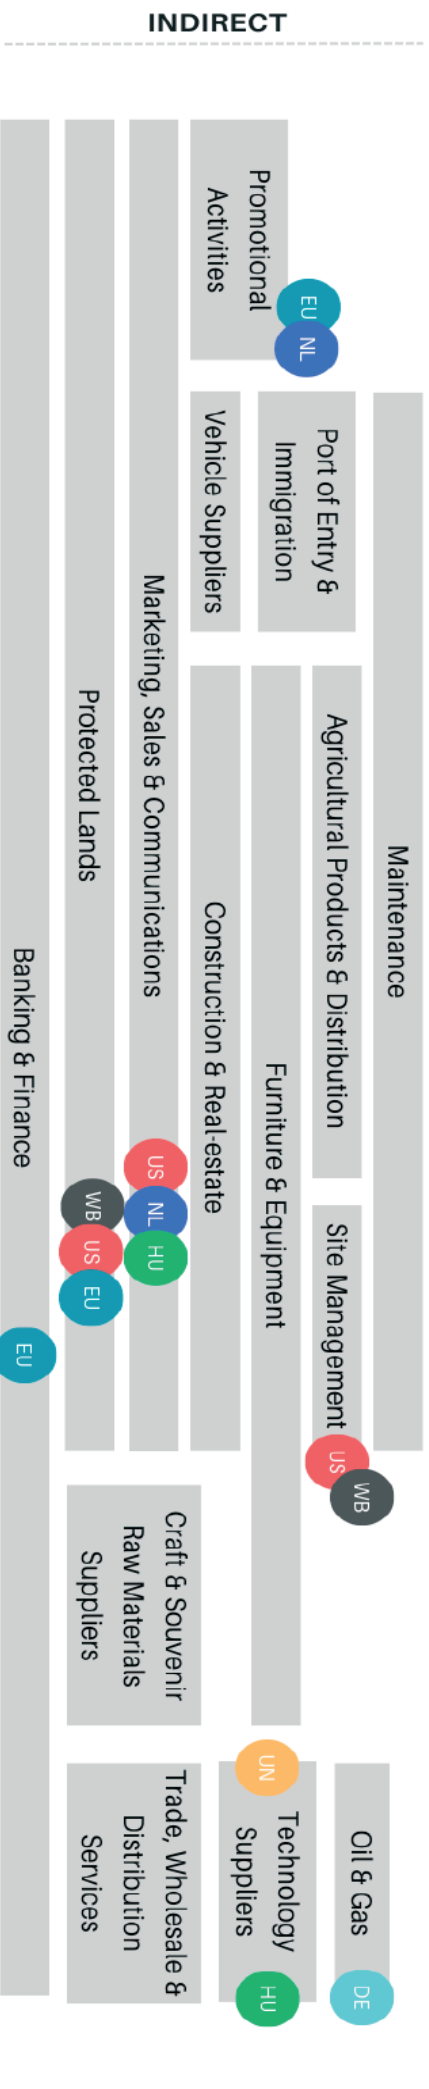 INDIRECT
Promotional
Activities
EU
NL
Port of Entry &
Immigration
Vehicle Suppliers
Maintenance
Agricultural Products & Distribution
Furniture & Equipment
Construction & Real-estate
Marketing, Sales & Communications
US
NL
HU
Protected Lands
WB
US
EU
Banking & Finance
EU
Site Management
US
WB
Craft & Souvenir
Raw Materials
Suppliers
Oil & Gas
DE
UN
Technology
Suppliers
HU
Trade, Wholesale &
Distribution
Services